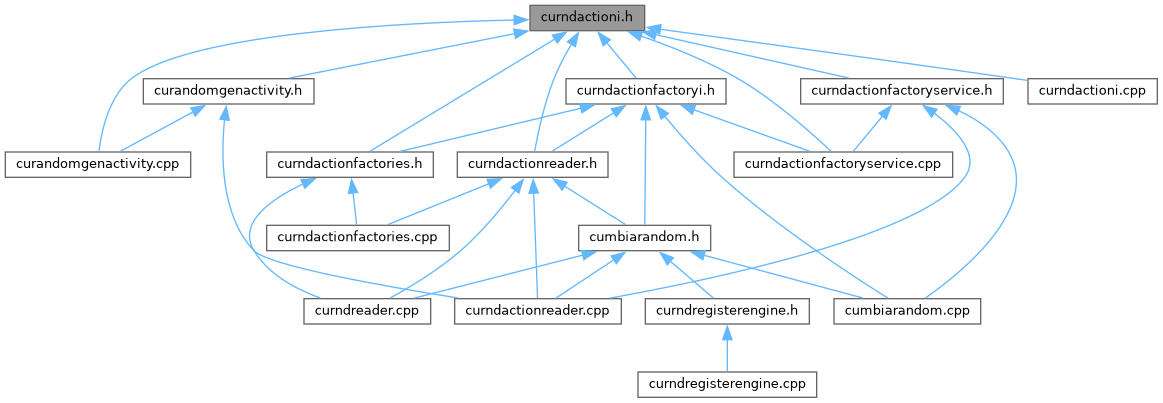 curndactioni.h
curandomgenactivity.h
curndactionfactoryi.h
curndactionfactoryservice.h
curndactioni.cpp
curandomgenactivity.cpp
curndactionfactories.h
curndactionreader.h
curndactionfactoryservice.cpp
curndactionfactories.cpp
cumbiarandom.h
curndreader.cpp
curndactionreader.cpp
curndregisterengine.h
cumbiarandom.cpp
curndregisterengine.cpp